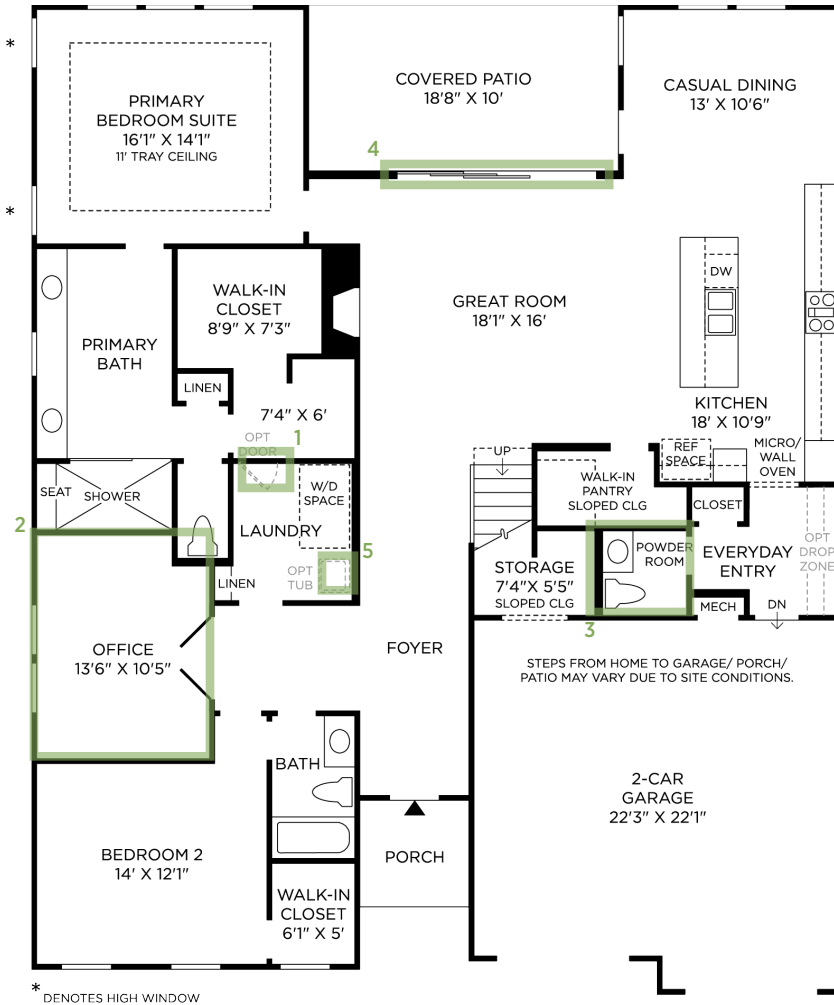 *
PRIMARY
BEDROOM SUITE
16'1" X 14'1"
11' TRAY CEILING
*
COVERED PATIO
18'8" X 10'
4
CASUAL DINING
13' X 10'6"
WALK-IN
CLOSET
8'9" X 7'3"
PRIMARY
BATH
LINEN
7'4" X 6'
GREAT ROOM
18'1" X 16'
DW
KITCHEN
18' X 10'9"
OPT
DOOR
1
UP
REF
SPACE
MICRO/
WALL
OVEN
SEAT
SHOWER
W/D
SPACE
WALK-IN
PANTRY
SLOPED CLG
CLOSET
2
LAUNDRY
5
OPT
TUB
LINEN
STORAGE
7'4"X 5'5"
SLOPED CLG
POWDER
ROOM
EVERYDAY
ENTRY
OPT
DROP
ZONE
MECH
DN
3
OFFICE
13'6" X 10'5"
FOYER
STEPS FROM HOME TO GARAGE/ PORCH/
PATIO MAY VARY DUE TO SITE CONDITIONS.
BATH
2-CAR
GARAGE
22'3" X 22'1"
BEDROOM 2
14' X 12'1"
PORCH
WALK-IN
CLOSET
6'1" X 5'
* DENOTES HIGH WINDOW